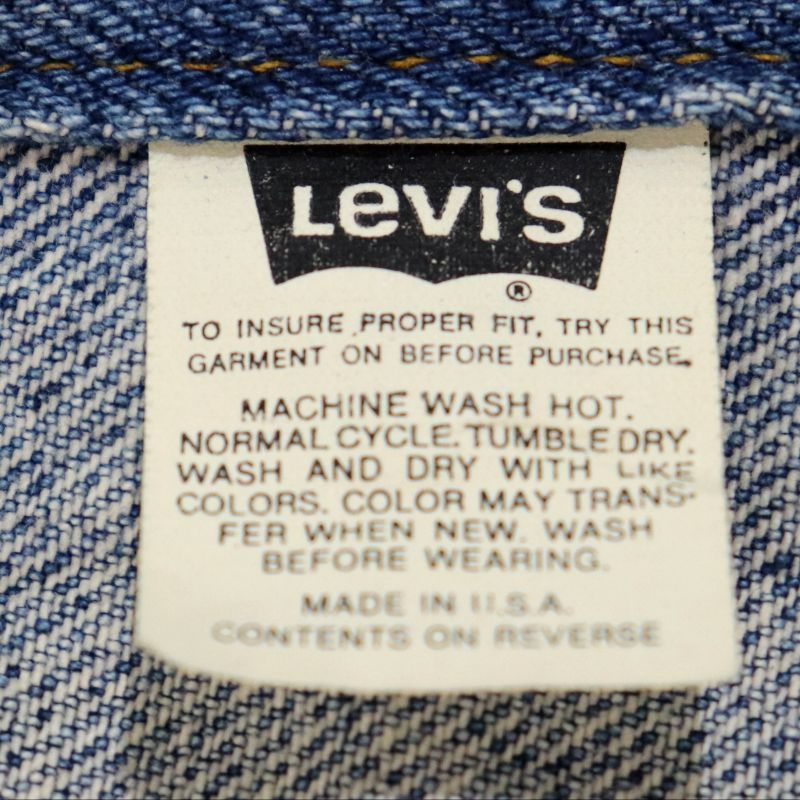 LEVI'S
®
TO INSURE PROPER FIT, TRY THIS
GARMENT ON BEFORE PURCHASE.
MACHINE WASH HOT.
NORMAL CYCLE. TUMBLE DRY.
WASH AND DRY WITH LIKE
COLORS. COLOR MAY TRANS-
FER WHEN NEW. WASH
BEFORE WEARING.
MADE IN U.S.A.
CONTENTS ON REVERSE